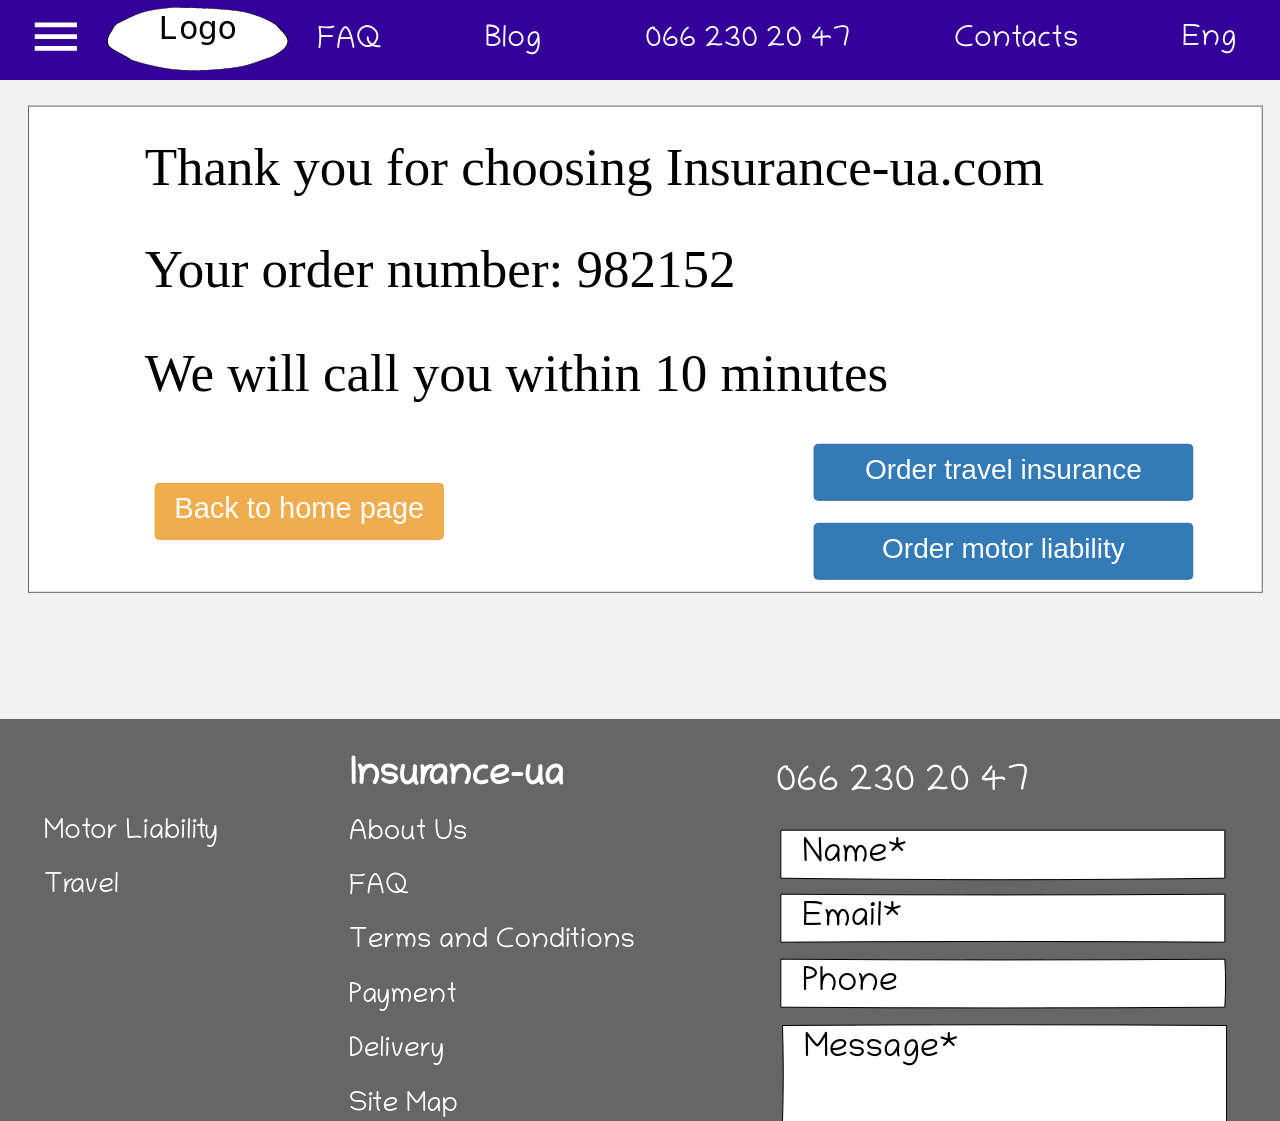 Logo
FAQ
Blog
066 230 20 47
Contacts
Eng
Thank you for choosing Insurance-ua.com
Your order number: 982152
We will call you within 10 minutes
Back to home page
Order travel insurance
Order motor liability
Motor Liability
Travel
Insurance-ua
About Us
FAQ
Terms and Conditions
Payment
Delivery
Site Map
066 230 20 47
Name*
Email*
Phone
Message*